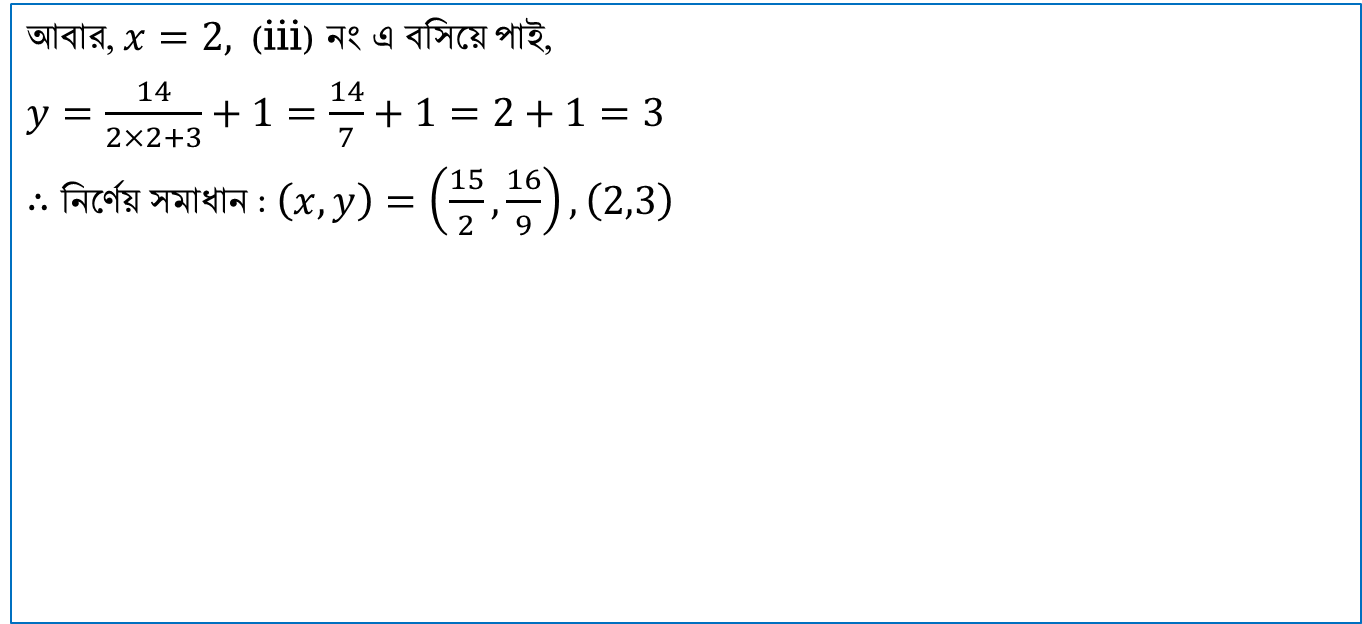 আবার, x = 2, (iii) নং এ বসিয়ে পাই,
y = 14/(2×2+3) + 1 = 14/7 + 1 = 2 + 1 = 3
∴ নির্ণেয় সমাধান : (x, y) = (15/2, 16/9), (2,3)